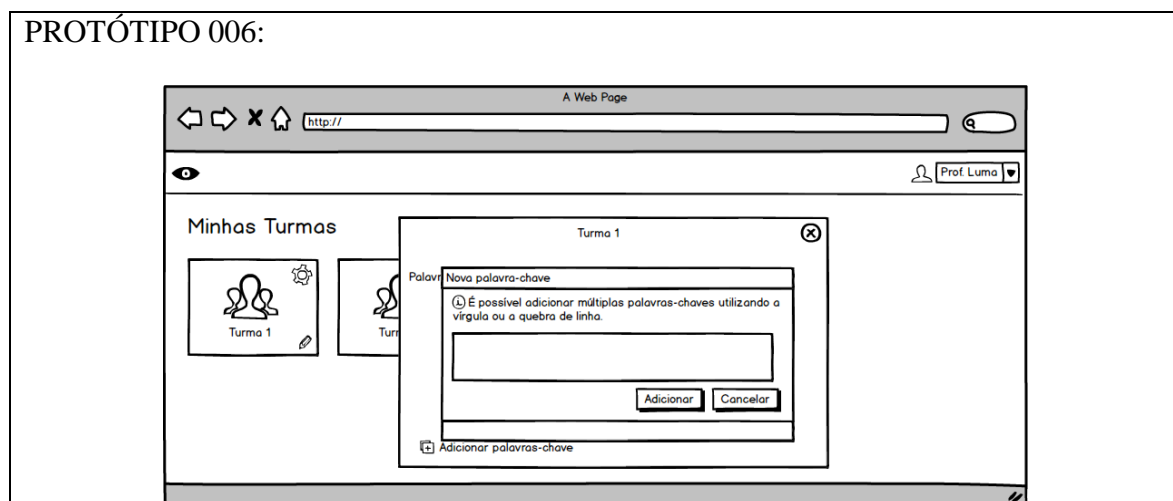 PROTÓTIPO 006:
A Web Page
http://
Prof. Luma
Minhas Turmas
Turma 1
Turma 1
Turr
Palavr
Nova palavra-chave
É possível adicionar múltiplas palavras-chaves utilizando a
vírgula ou a quebra de linha.
Adicionar
Cancelar
Adicionar palavras-chave